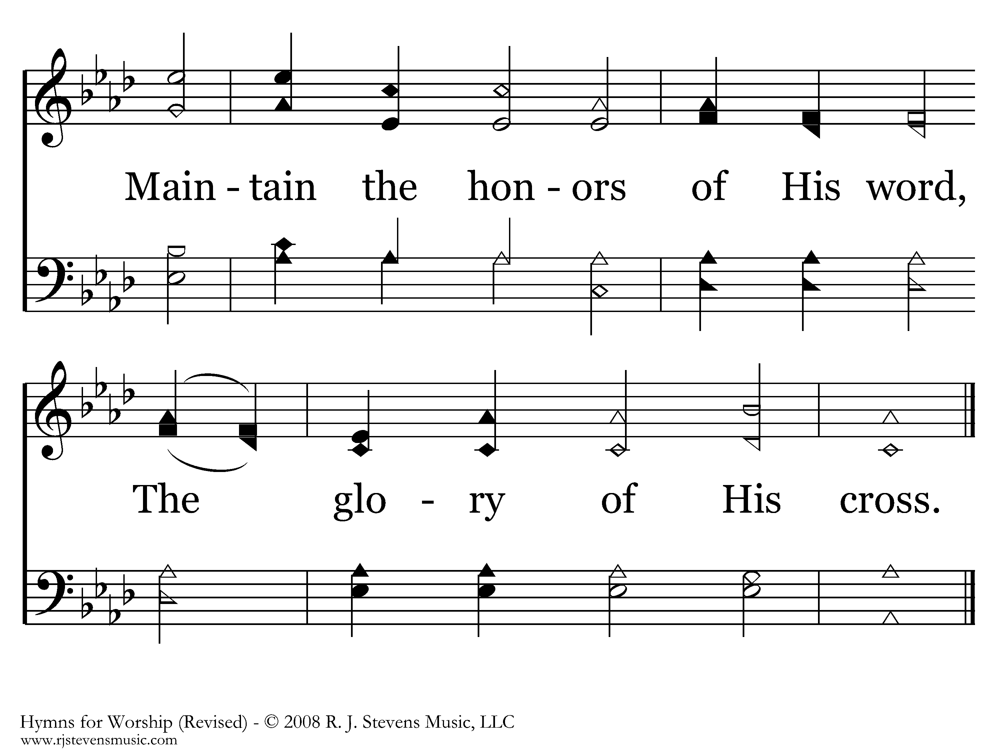 Main - tain the hon - ors of His word,
The glo - ry of His cross.
Hymns for Worship (Revised) - © 2008 R. J. Stevens Music, LLC
www.rjstevensmusic.com